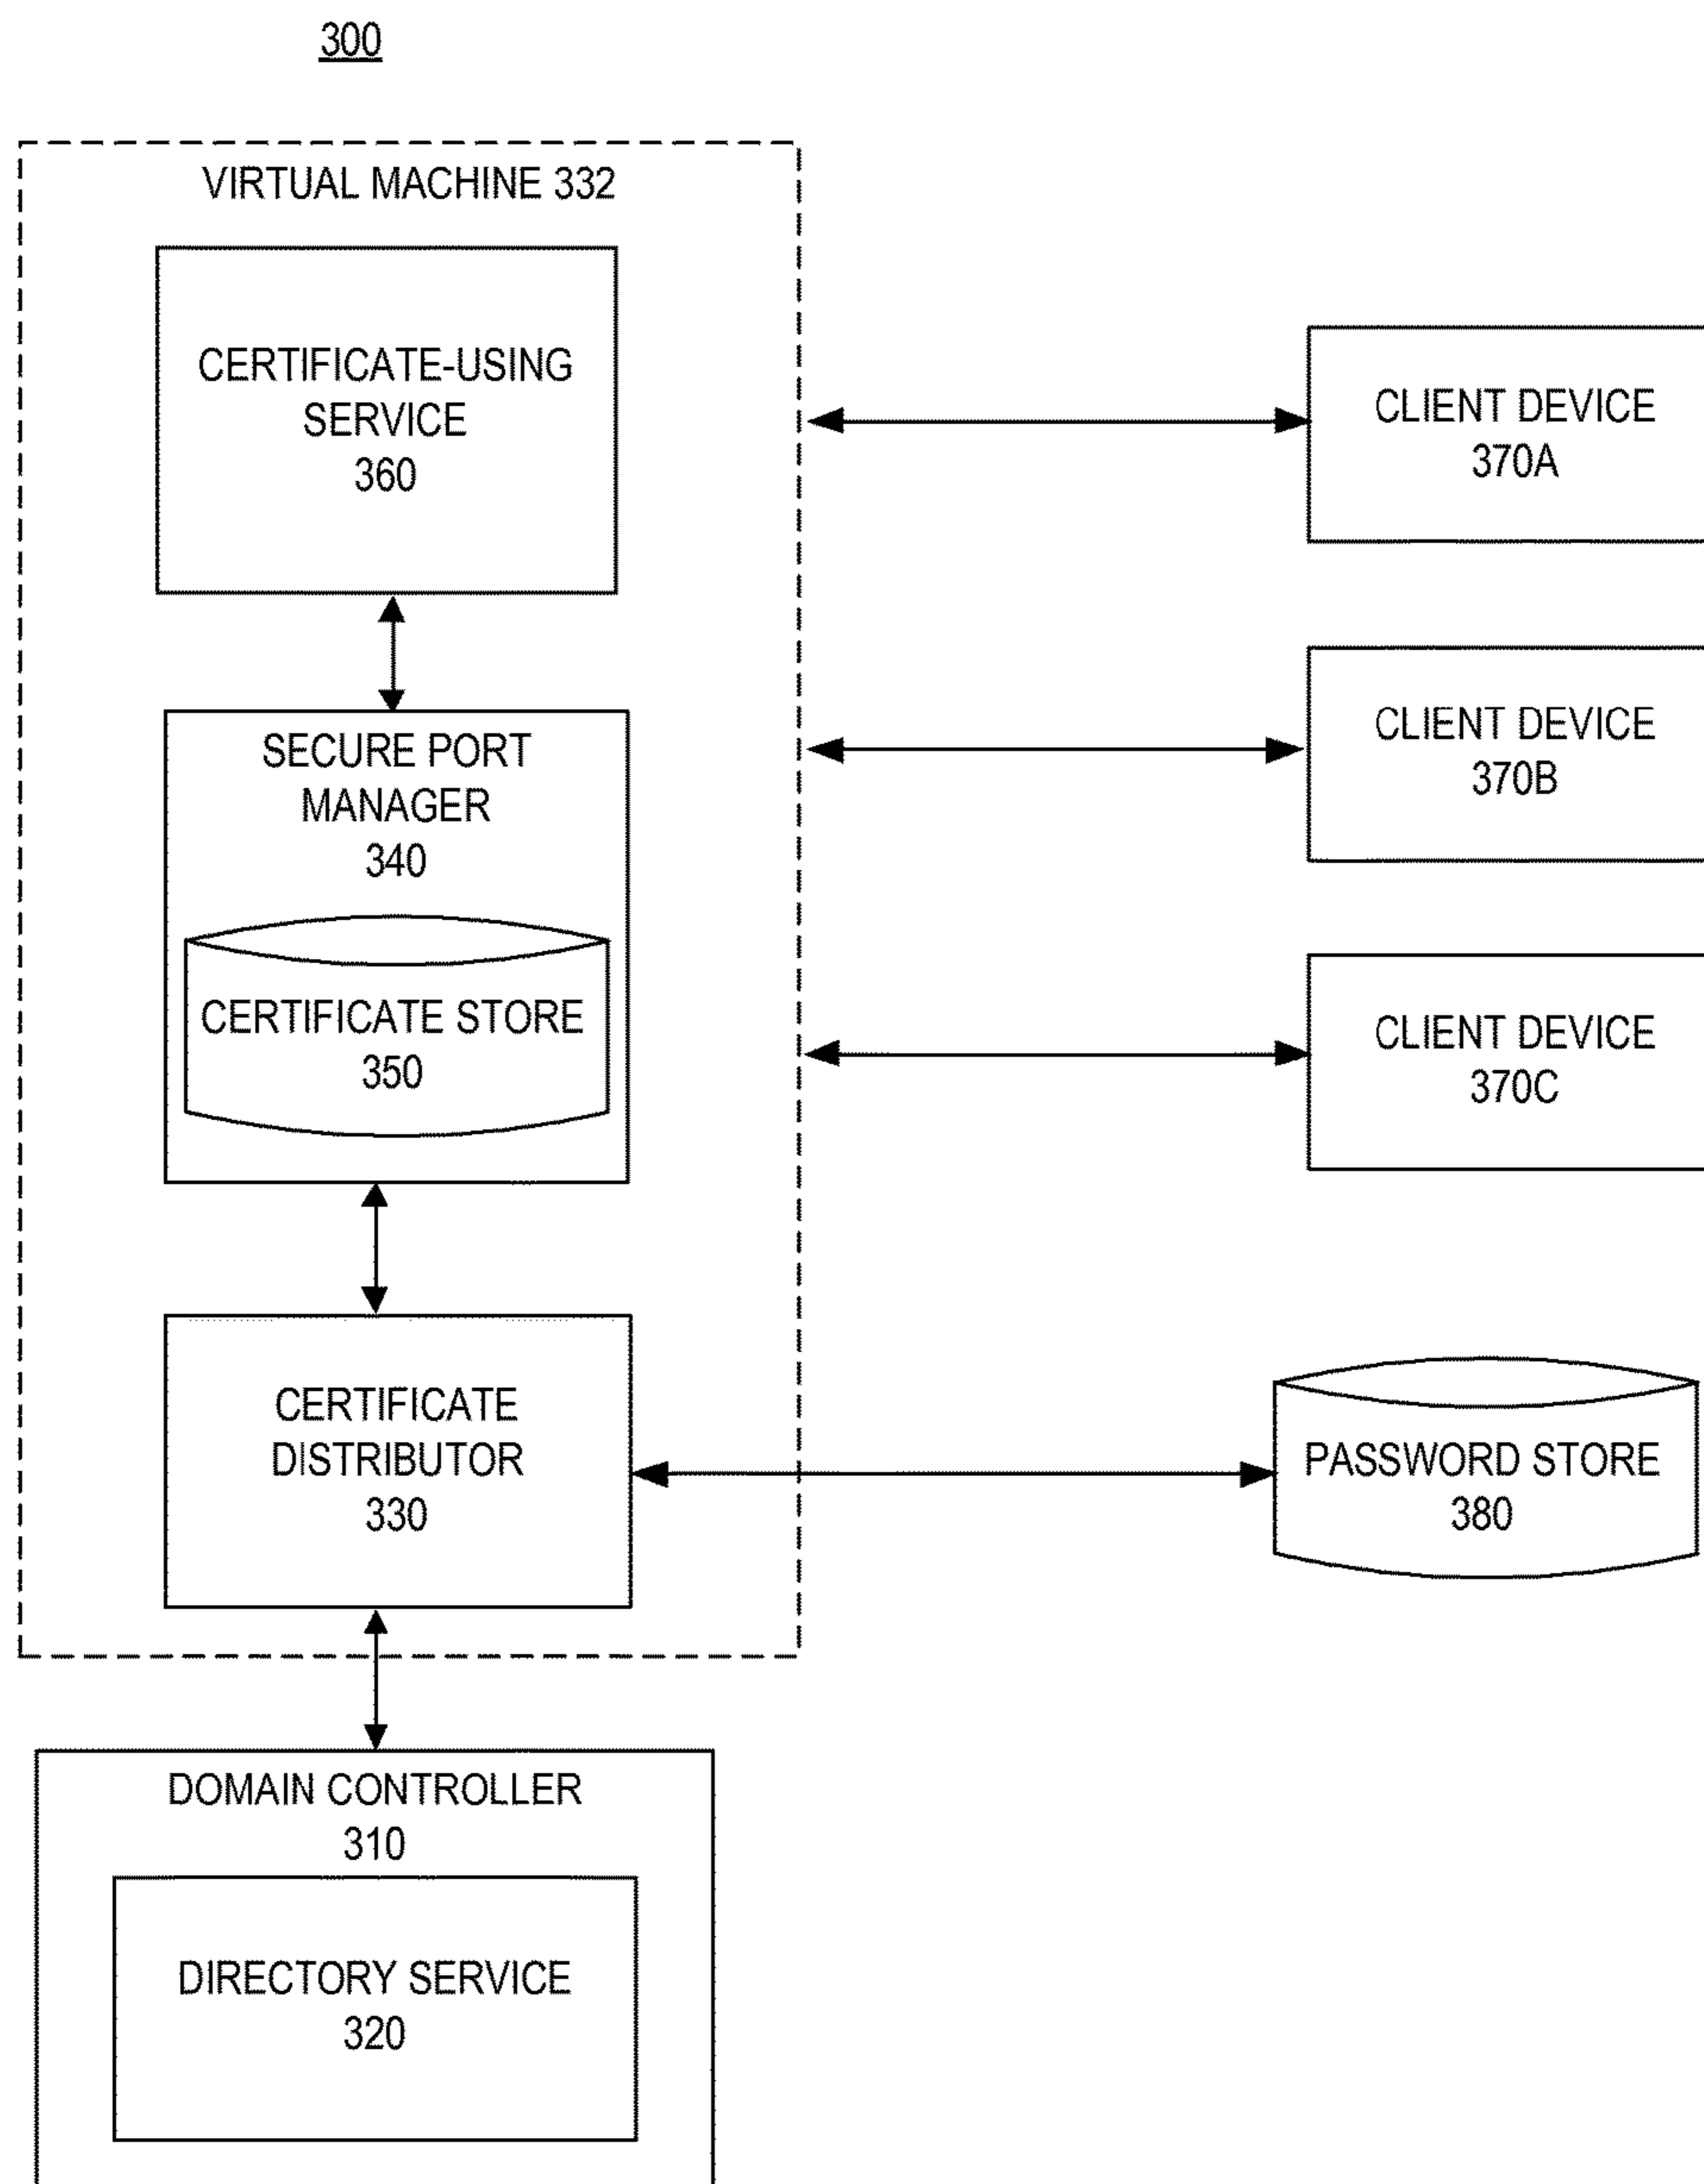 300
VIRTUAL MACHINE 332
CERTIFICATE-USING
SERVICE
360
SECURE PORT
MANAGER
340
CERTIFICATE STORE
350
CERTIFICATE
DISTRIBUTOR
330
DOMAIN CONTROLLER
310
DIRECTORY SERVICE
320
CLIENT DEVICE
370A
CLIENT DEVICE
370B
CLIENT DEVICE
370C
PASSWORD STORE
380